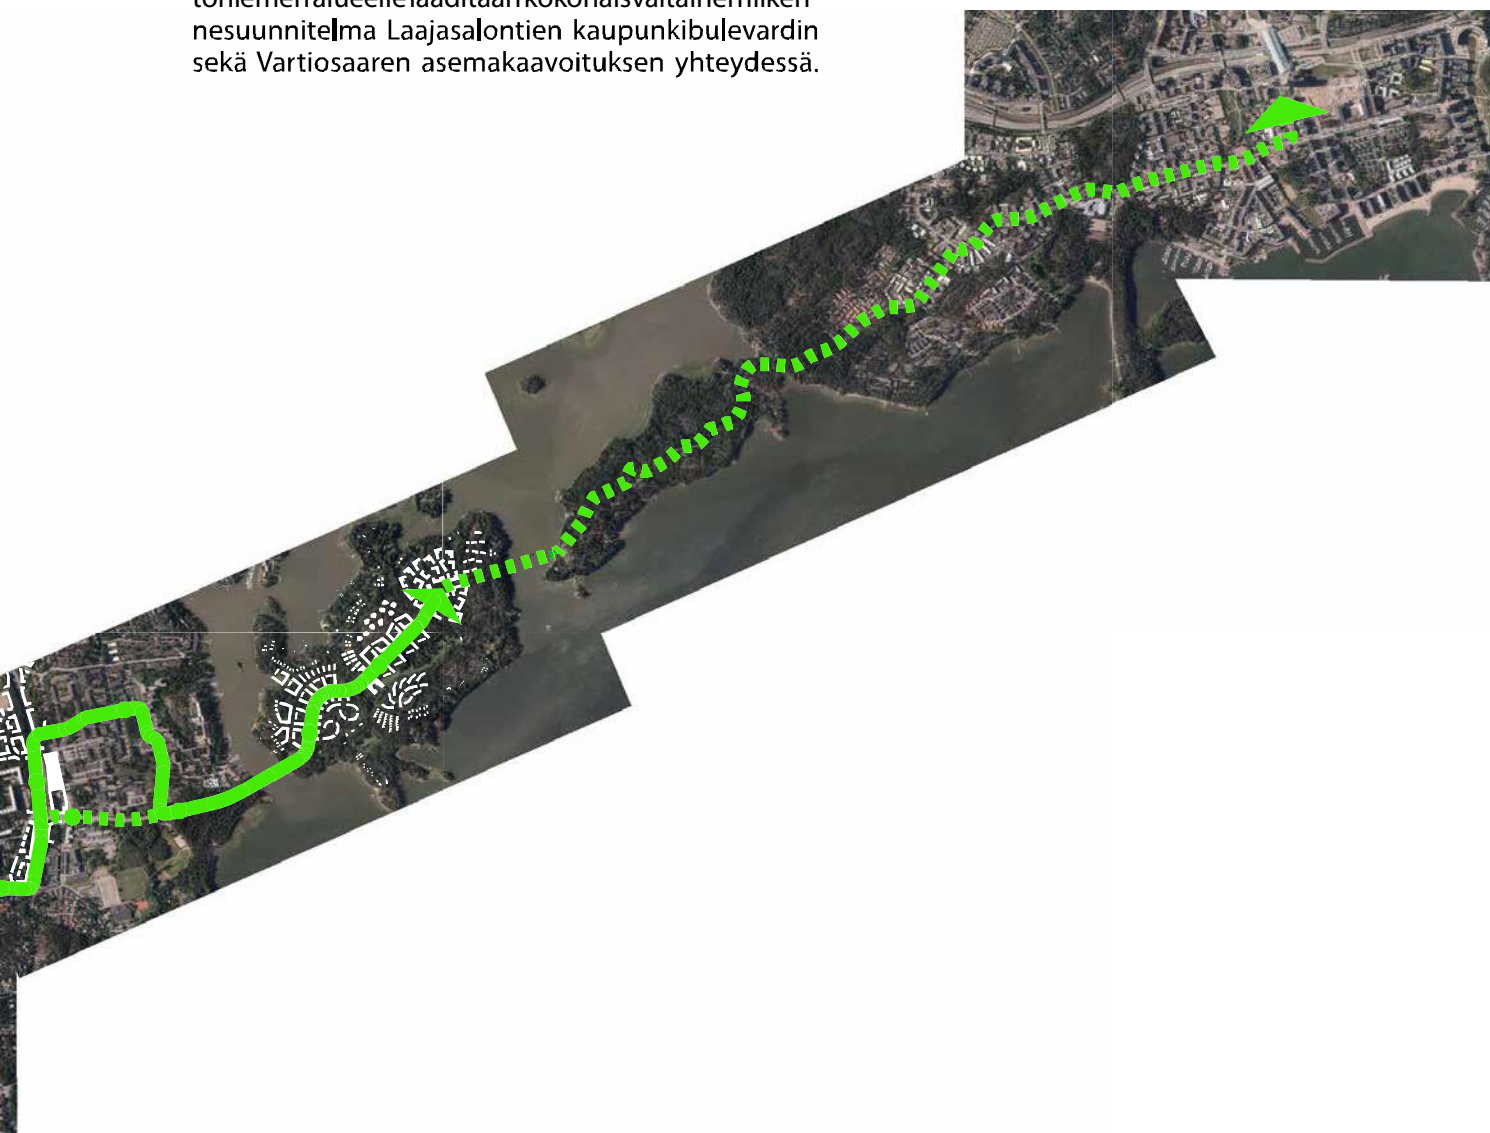 nesuunnitelma Laajasalontien kaupunkibulevardin
sekä Vartiosaaren asemakaavoituksen yhteydessä.